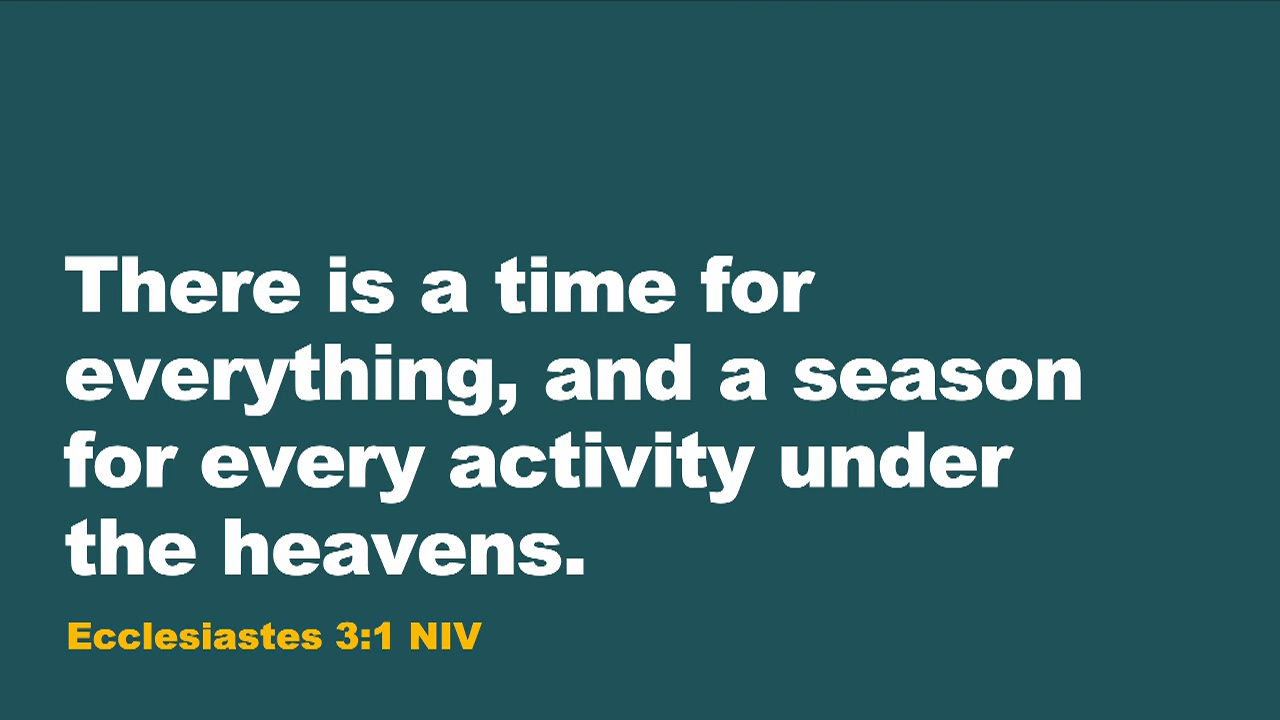 There is a time for
everything, and a season
for every activity under
the heavens.
Ecclesiastes 3:1 NIV